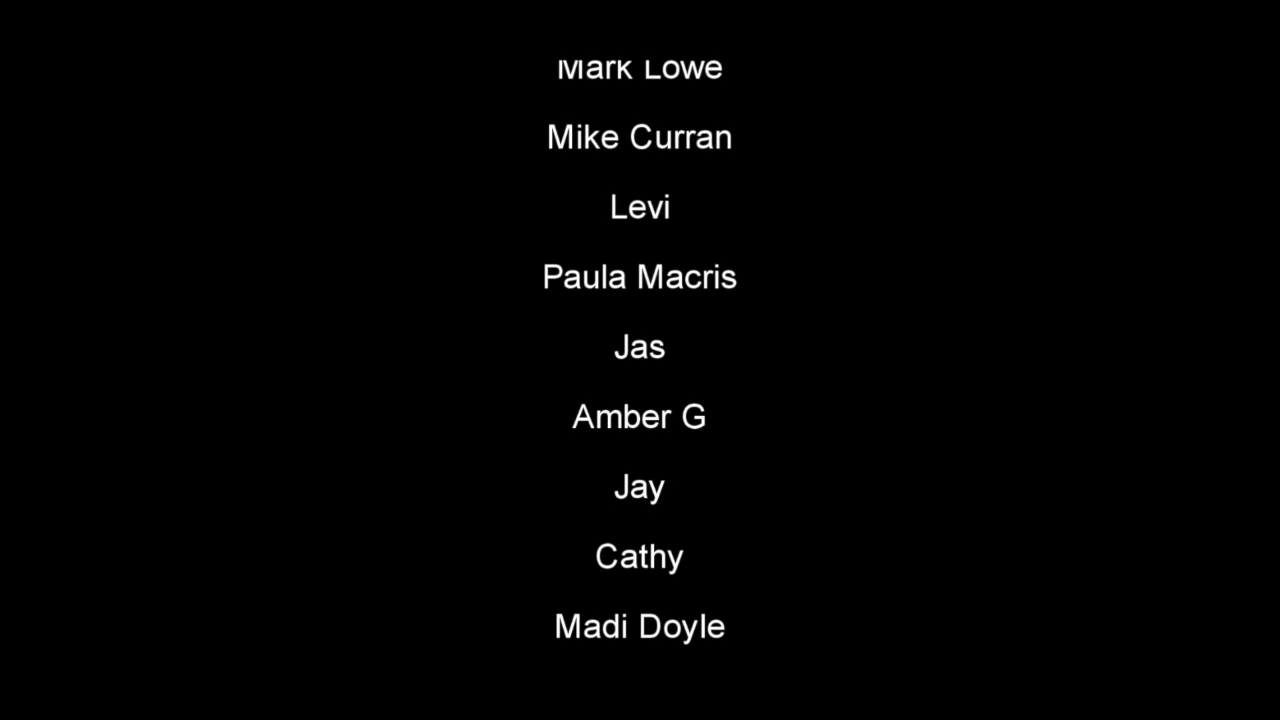 Mark Lowe
Mike Curran
Levi
Paula Macris
Jas
Amber G
Jay
Cathy
Madi Doyle